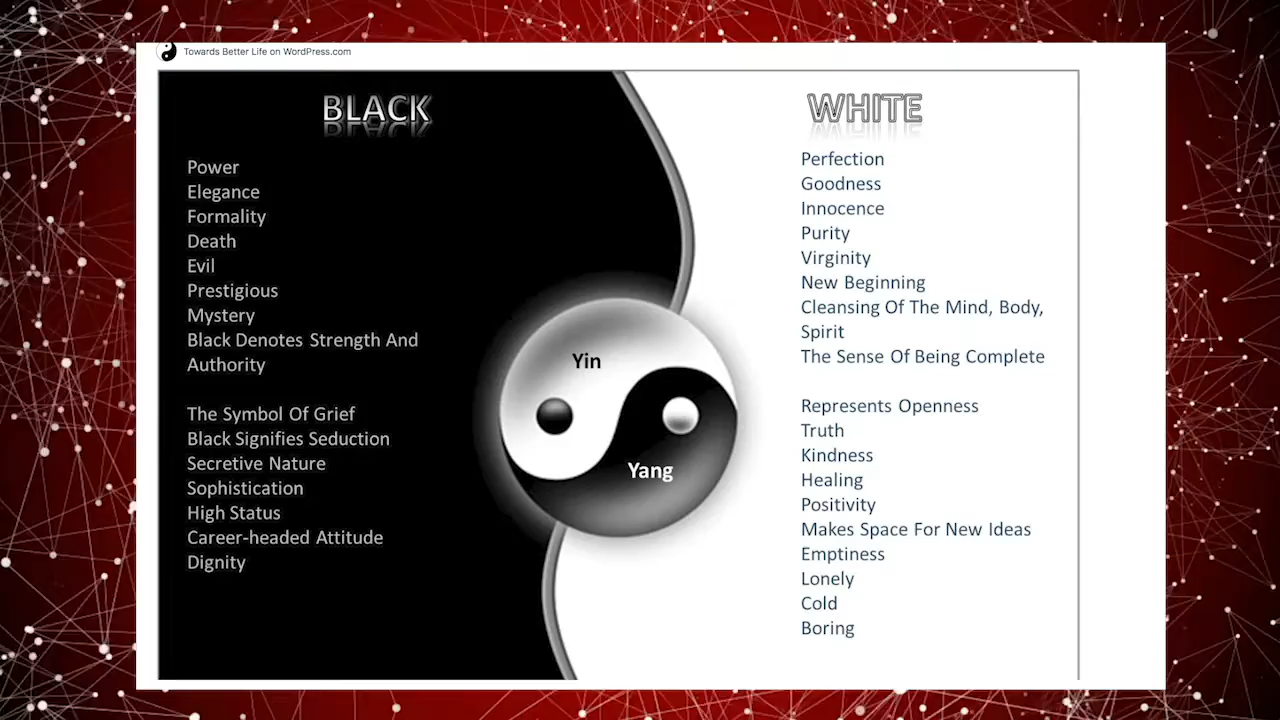 Towards Better Life on WordPress.com
BLACK
Power
Elegance
Formality
Death
Evil
Prestigious
Mystery
Black Denotes Strength And
Authority
The Symbol Of Grief
Black Signifies Seduction
Secretive Nature
Sophistication
High Status
Career-headed Attitude
Dignity
Yin
Yang
WHITE
Perfection
Goodness
Innocence
Purity
Virginity
New Beginning
Cleansing Of The Mind, Body,
Spirit
The Sense Of Being Complete
Represents Openness
Truth
Kindness
Healing
Positivity
Makes Space For New Ideas
Emptiness
Lonely
Cold
Boring